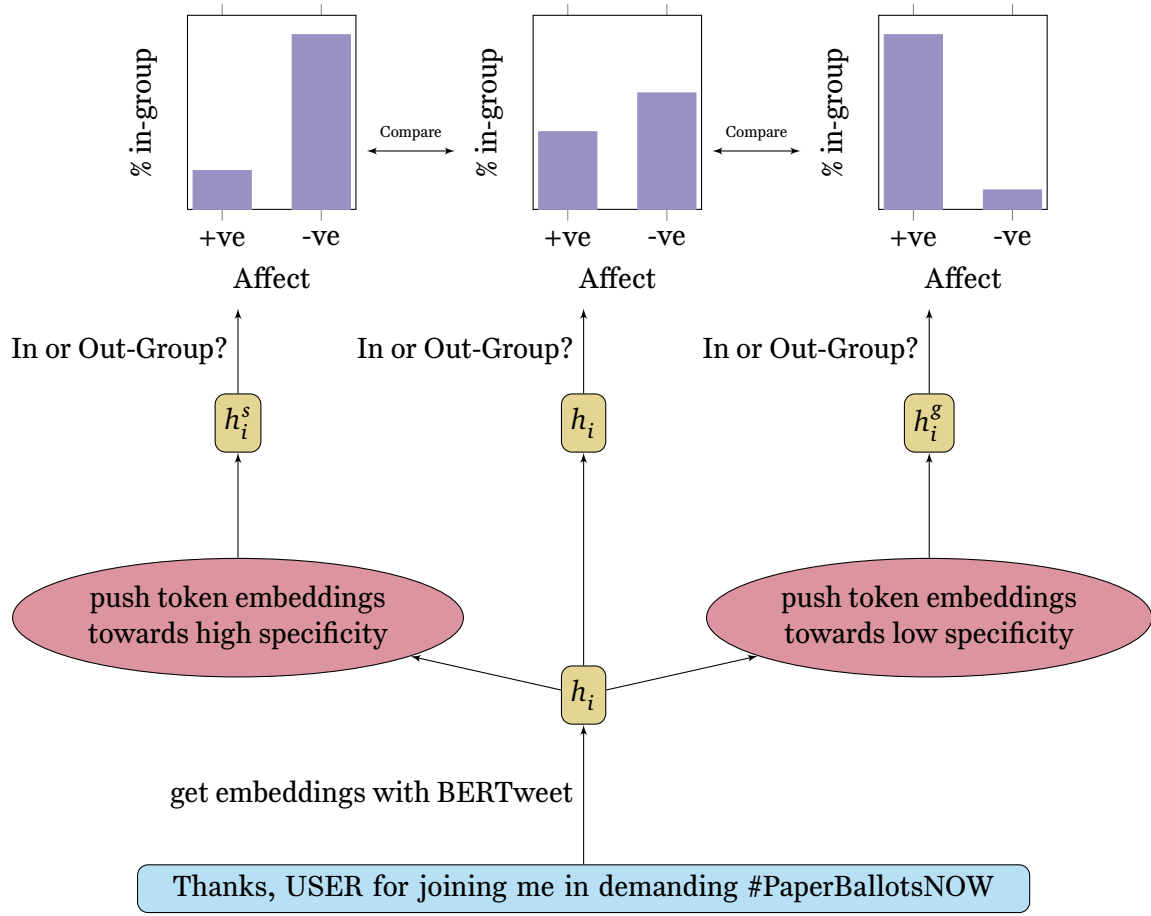 % in-group
% in-group
% in-group
Compare
Compare
+ve -ve
+ve -ve
+ve -ve
Affect
Affect
Affect
In or Out-Group?
In or Out-Group?
In or Out-Group?
h_i^s
h_i
h_i^g
push token embeddings
towards high specificity
push token embeddings
towards low specificity
h_i
get embeddings with BERTweet
Thanks, USER for joining me in demanding #PaperBallotsNOW